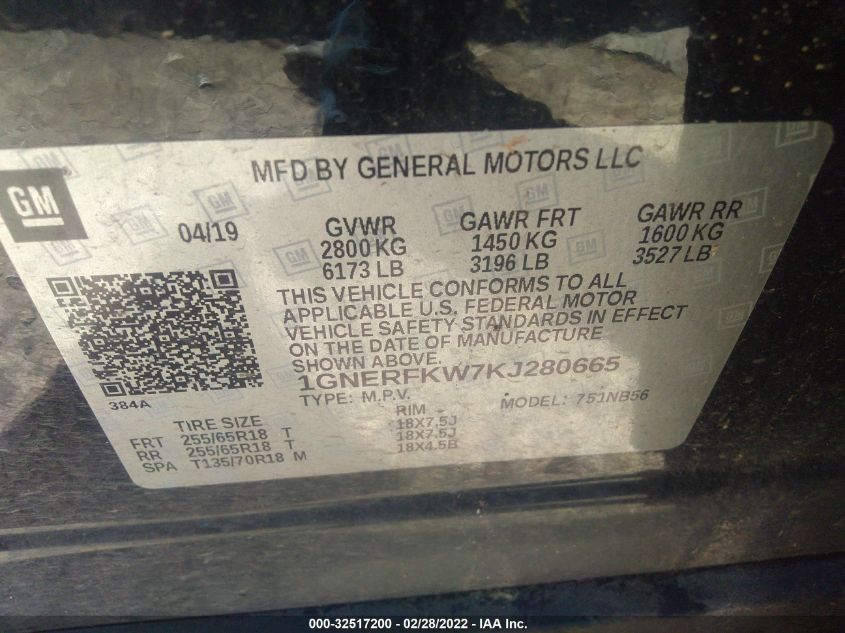 MFD BY GENERAL MOTORS LLC
GM
04/19
GVWR GAWR FRT GAWR RR
2800 KG 1450 KG 1600 KG
6173 LB 3196 LB 3527 LB
THIS VEHICLE CONFORMS TO ALL
APPLICABLE U.S. FEDERAL MOTOR
VEHICLE SAFETY STANDARDS IN EFFECT
ON THE DATE OF MANUFACTURE
SHOWN ABOVE.
1GNERFKW7KJ280665
TYPE: M.P.V. MODEL: 751NB56
384A
TIRE SIZE RIM
FRT 255/65R18 T 18X7.5J
RR 255/65R18 T 18X7.5J
SPA T135/70R18 M 18X4.5B
000-32517200 - 02/28/2022 - IAA Inc.